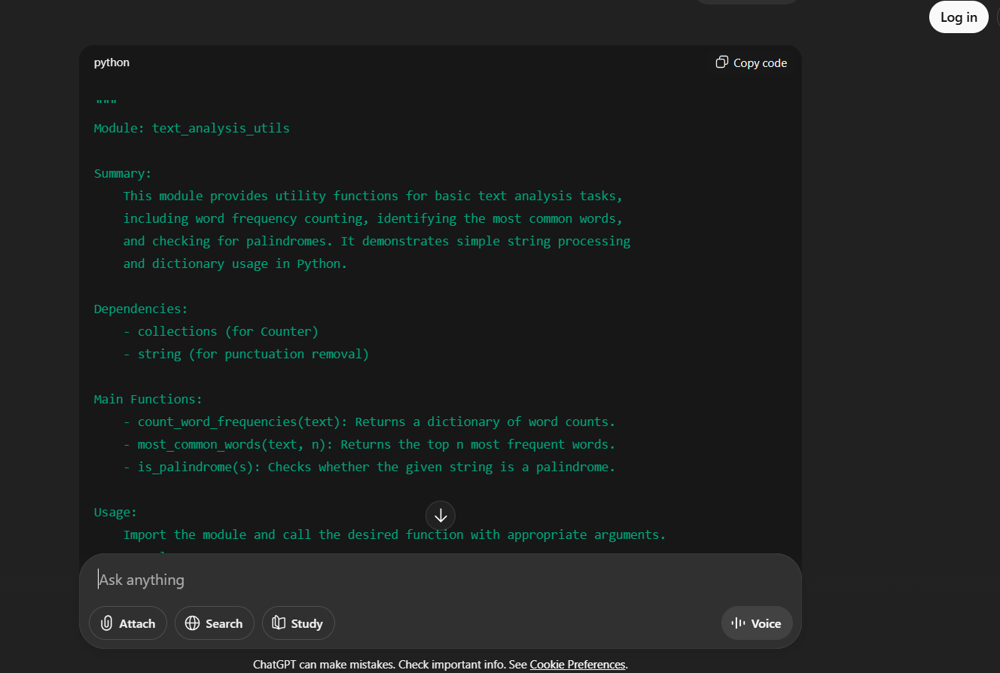 Log in
python
Copy code
"""
Module: text_analysis_utils
Summary:
This module provides utility functions for basic text analysis tasks,
including word frequency counting, identifying the most common words,
and checking for palindromes. It demonstrates simple string processing
and dictionary usage in Python.
Dependencies:
- collections (for Counter)
- string (for punctuation removal)
Main Functions:
- count_word_frequencies(text): Returns a dictionary of word counts.
- most_common_words(text, n): Returns the top n most frequent words.
- is_palindrome(s): Checks whether the given string is a palindrome.
Usage:
Import the module and call the desired function with appropriate arguments.
Ask anything
Attach
Search
Study
Voice
ChatGPT can make mistakes. Check important info. See Cookie Preferences.